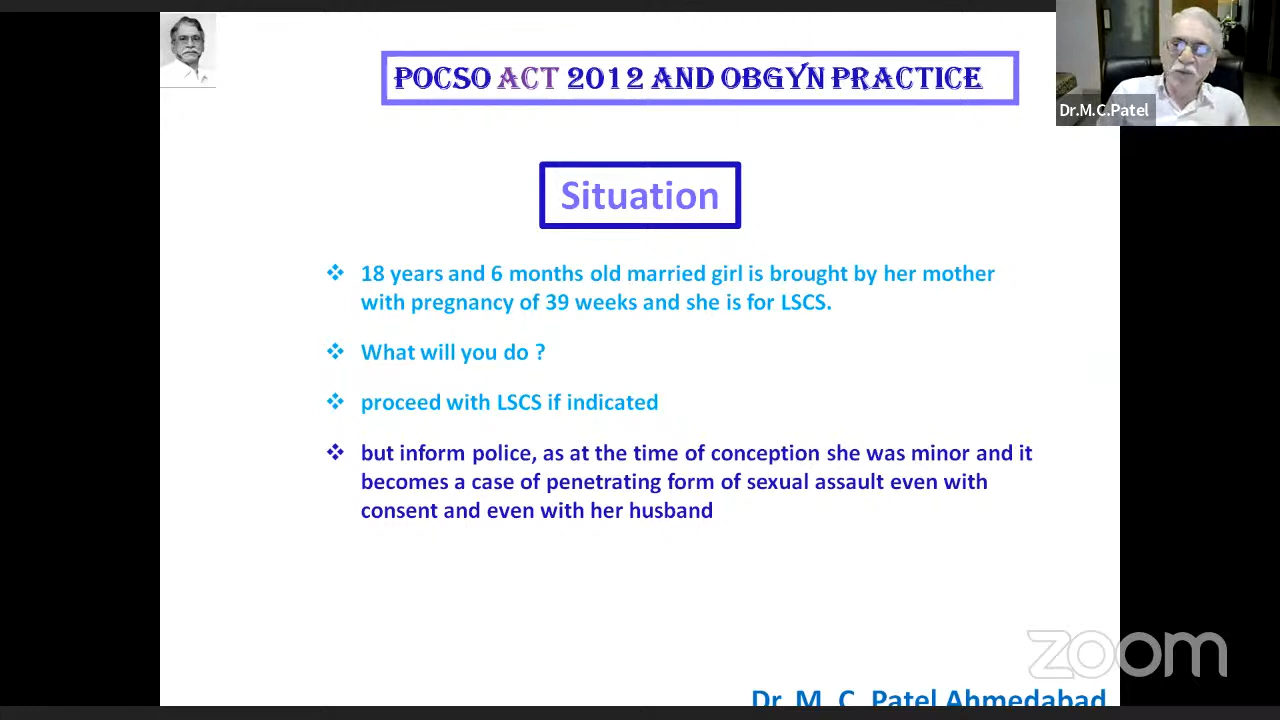 POCSO ACT 2012 AND OBGYN PRACTICE
Dr.M.C.Patel
Situation
❖ 18 years and 6 months old married girl is brought by her mother
with pregnancy of 39 weeks and she is for LSCS.
❖ What will you do ?
❖ proceed with LSCS if indicated
❖ but inform police, as at the time of conception she was minor and it
becomes a case of penetrating form of sexual assault even with
consent and even with her husband
zoom
Dr. M. C. Patel Ahmedabad